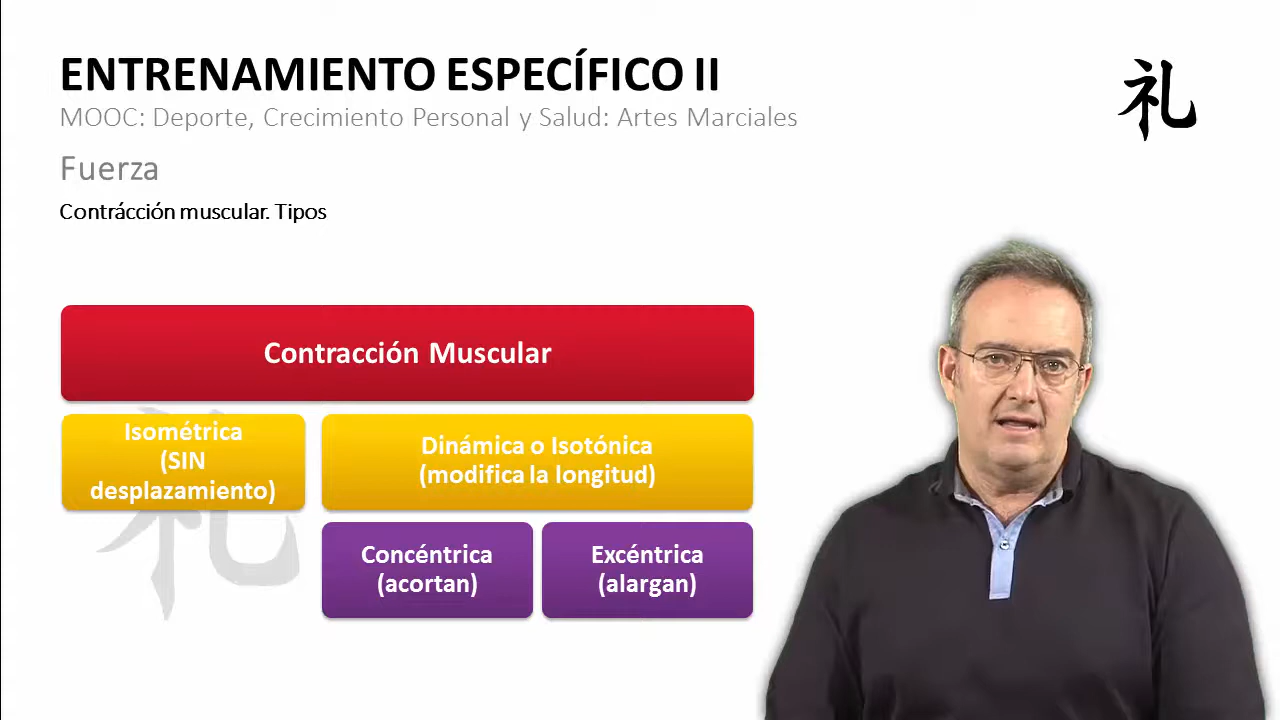 ENTRENAMIENTO ESPECÍFICO II
礼
MOOC: Deporte, Crecimiento Personal y Salud: Artes Marciales
Fuerza
Contrácción muscular. Tipos
Contracción Muscular
Isométrica
(SIN
desplazamiento)
Dinámica o Isotónica
(modifica la longitud)
礼
Concéntrica
(acortan)
Excéntrica
(alargan)